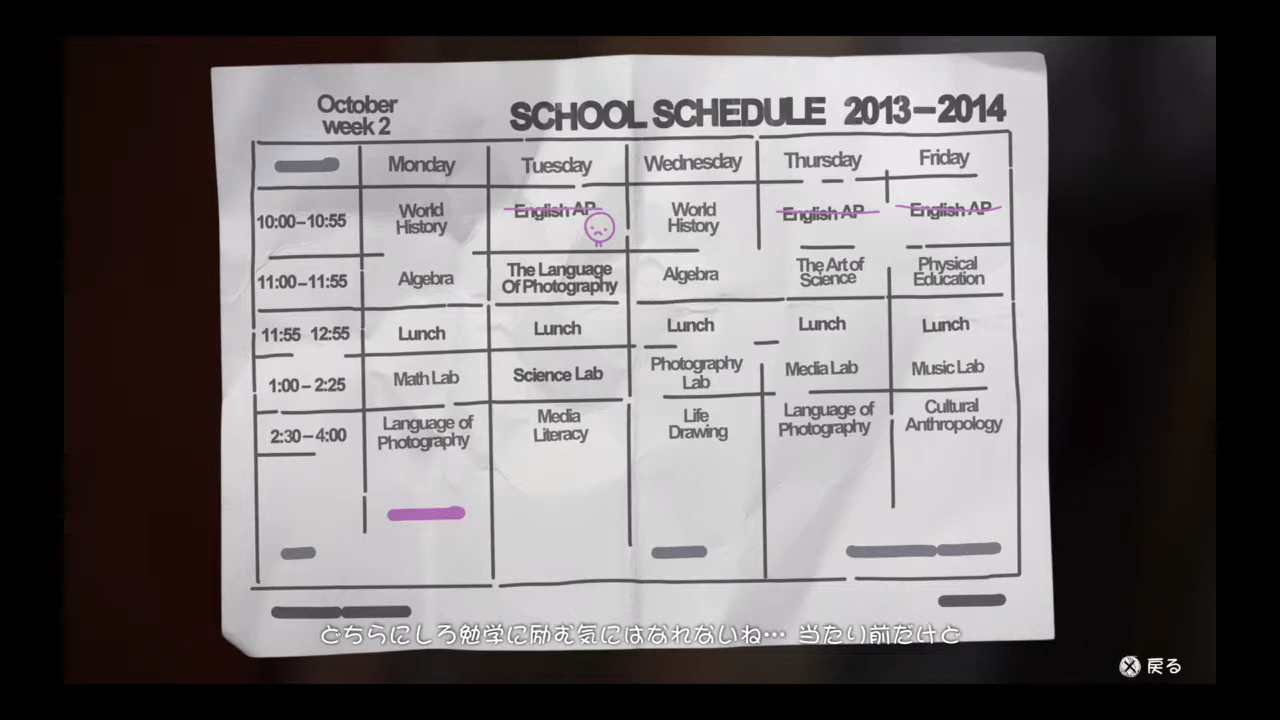 October
week 2
SCHOOL SCHEDULE 2013-2014
Monday
Tuesday
Wednesday
Thursday
Friday
10:00-10:55
World
History
English AP
World
History
English AP
English AP
11:00-11:55
Algebra
The Language
Of Photography
Algebra
The Art of
Science
Physical
Education
11:55 12:55
Lunch
Lunch
Lunch
Lunch
Lunch
1:00-2:25
Math Lab
Science Lab
Photography
Lab
Media Lab
Music Lab
2:30-4:00
Language of
Photography
Media
Literacy
Life
Drawing
Language of
Photography
Cultural
Anthropology
どちらにしろ勉学に励む気にはなれないね… 当たり前だけど
戻る